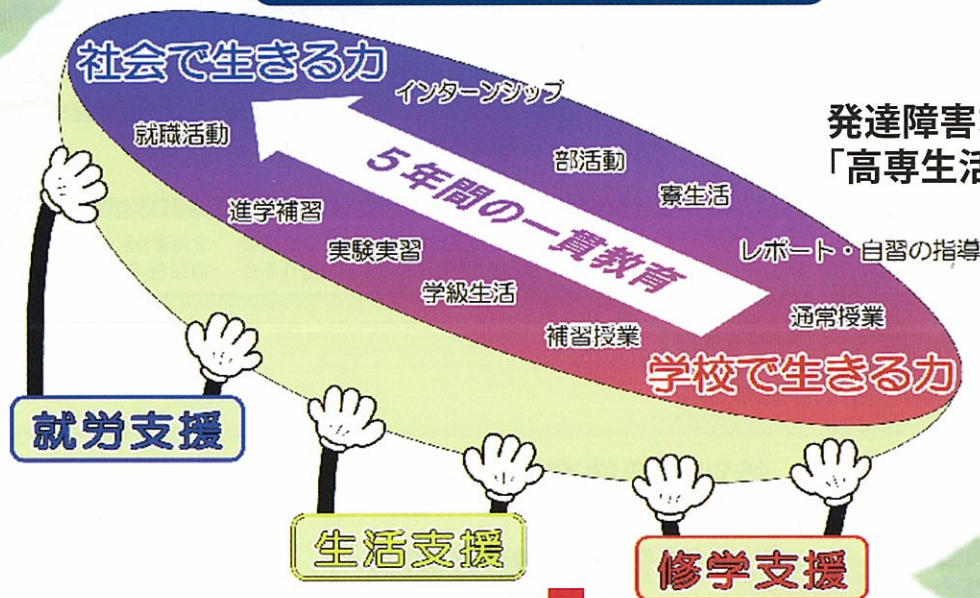 社会で生きる力
インターンシップ
就職活動
部活動
5年間の一貫教育
寮生活
進学補習
実験実習
レポート・自習の指導
学級生活
通常授業
補習授業
学校で生きる力
発達障害
「高専生活
就労支援
生活支援
修学支援